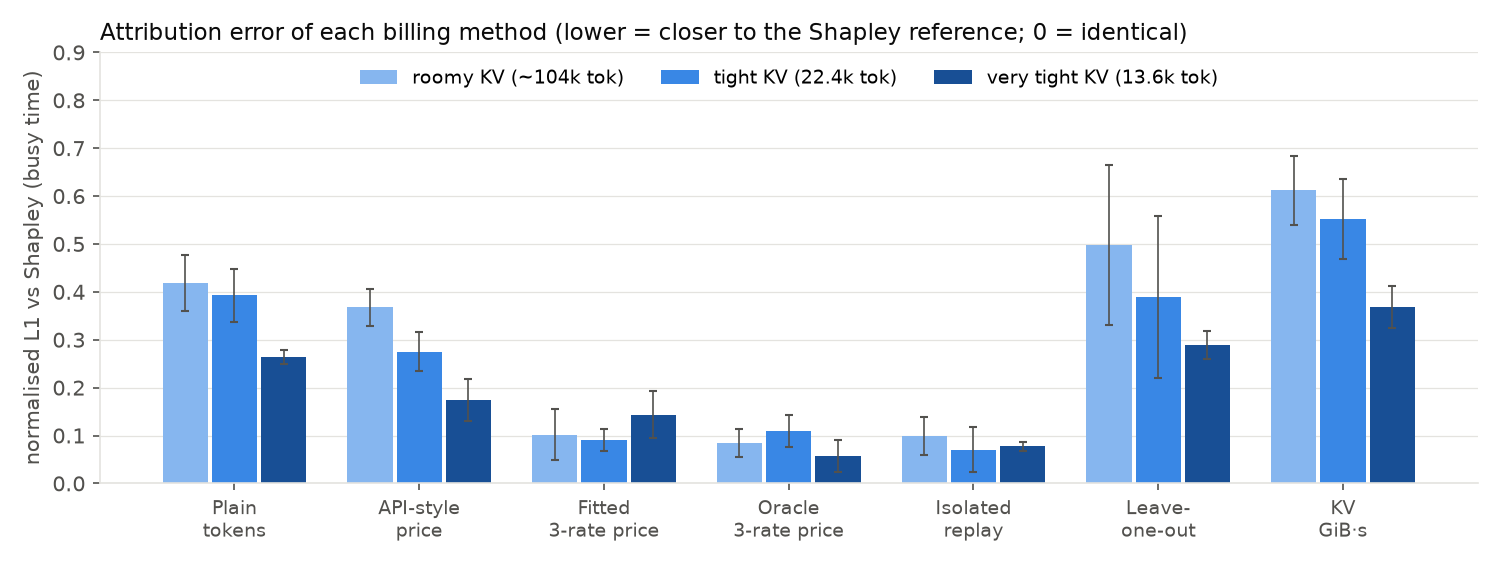 Attribution error of each billing method (lower = closer to the Shapley reference; 0 = identical)
normalised L1 vs Shapley (busy time)
0.9
0.8
0.7
0.6
0.5
0.4
0.3
0.2
0.1
0.0
roomy KV (~104k tok)
tight KV (22.4k tok)
very tight KV (13.6k tok)
Plain
tokens
API-style
price
Fitted
3-rate price
Oracle
3-rate price
Isolated
replay
Leave-
one-out
KV
GiB·s